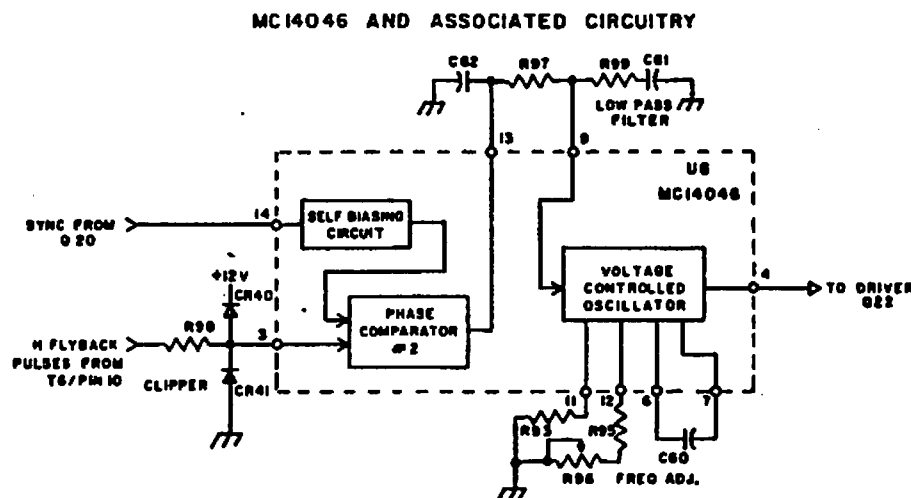 MC14046 AND ASSOCIATED CIRCUITRY
C62
R97
R99
C61
LOW PASS
FILTER
13
9
U6
MC14046
14
SELF BIASING
CIRCUIT
SYNC FROM
Q20
+12V
CR40
R98
3
PHASE
COMPARATOR
#2
VOLTAGE
CONTROLLED
OSCILLATOR
4
TO DRIVER
Q22
H FLYBACK
PULSES FROM
T6/PIN 10
CLIPPER
CR41
11
12
6
7
R93
R95
C60
R96
FREQ ADJ.